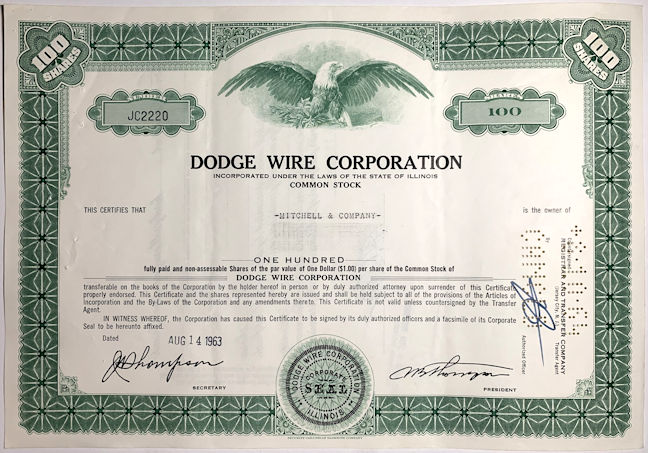 100 SHARES
100 SHARES
JC2220
100
DODGE WIRE CORPORATION
INCORPORATED UNDER THE LAWS OF THE STATE OF ILLINOIS
COMMON STOCK
THIS CERTIFIES THAT
-MITCHELL & COMPANY-
is the owner of
ONE HUNDRED
fully paid and non-assessable Shares of the par value of One Dollar ($1.00) per share of the Common Stock of
DODGE WIRE CORPORATION
transferable on the books of the Corporation by the holder hereof in person or by duly authorized attorney upon surrender of this Certificate
properly endorsed. This Certificate and the shares represented hereby are issued and shall be held subject to all of the provisions of the Articles of
Incorporation and the By-Laws of the Corporation and any amendments thereto. This Certificate is not valid unless countersigned by the Transfer
Agent.
IN WITNESS WHEREOF, the Corporation has caused this Certificate to be signed by its duly authorized officers and a facsimile of its Corporate
Seal to be hereunto affixed.
Dated AUG 14 1963
SECRETARY
DODGE WIRE CORPORATION
CORPORATE
SEAL
ILLINOIS
PRESIDENT
REGISTRAR AND TRANSFER COMPANY
Transfer Agent
By
Authorized Officer